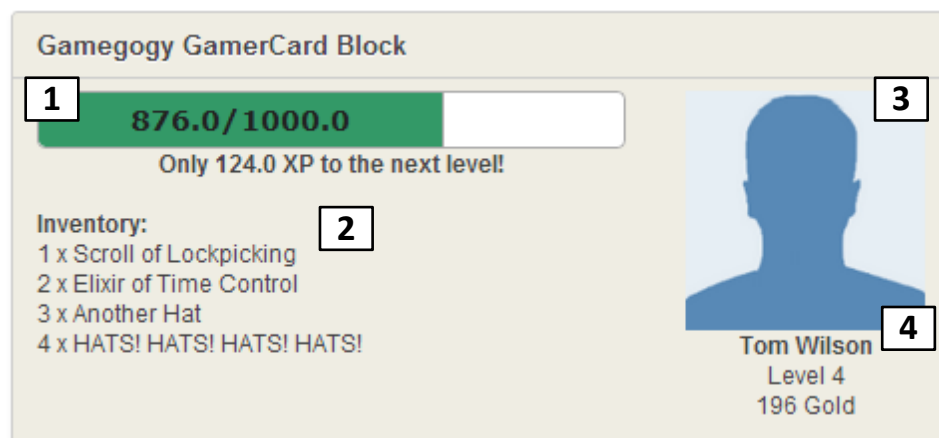 Gamegogy GamerCard Block
1
876.0/1000.0
Only 124.0 XP to the next level!
Inventory:
2
1 x Scroll of Lockpicking
2 x Elixir of Time Control
3 x Another Hat
4 x HATS! HATS! HATS! HATS!
3
4
Tom Wilson
Level 4
196 Gold